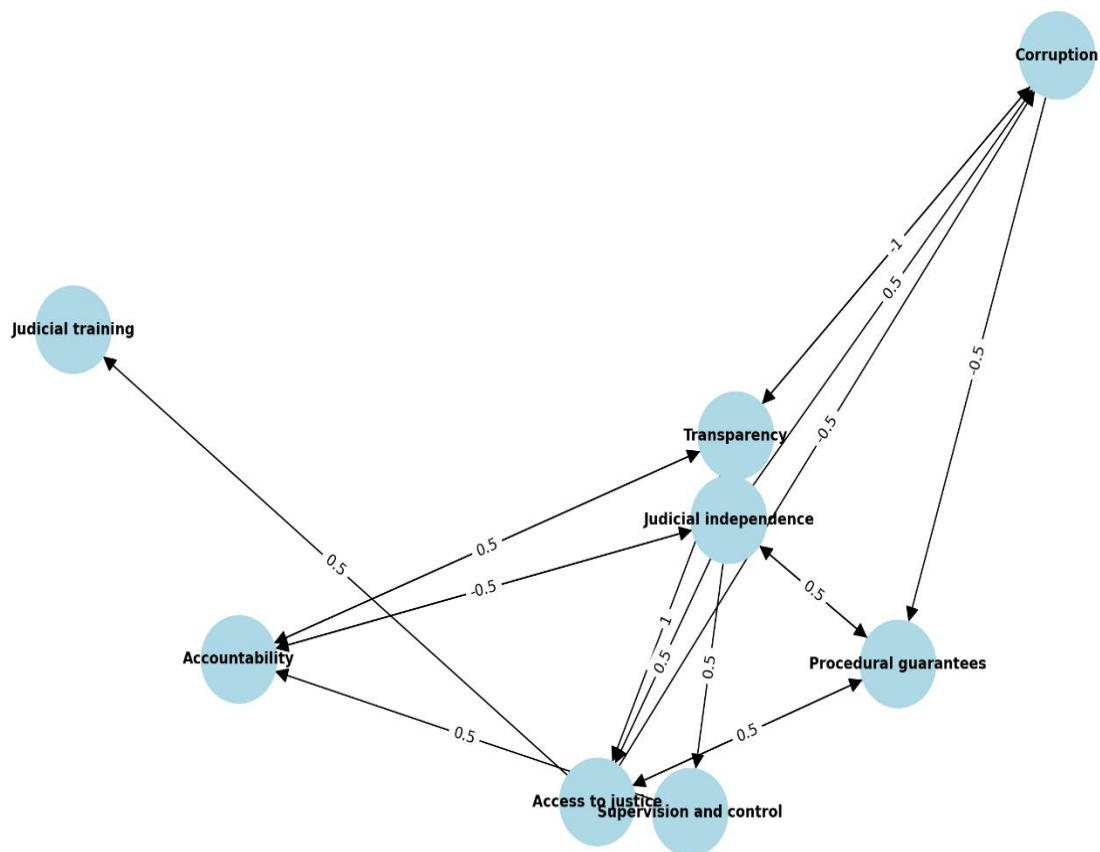 Corruption
-1
0.5
Judicial training
-0.5
-0.5
Transparency
Judicial independence
0.5
0.5
-0.5
0.5
1
Accountability
0.5
0.5
Procedural guarantees
0.5
0.5
Access to justice
Supervision and control